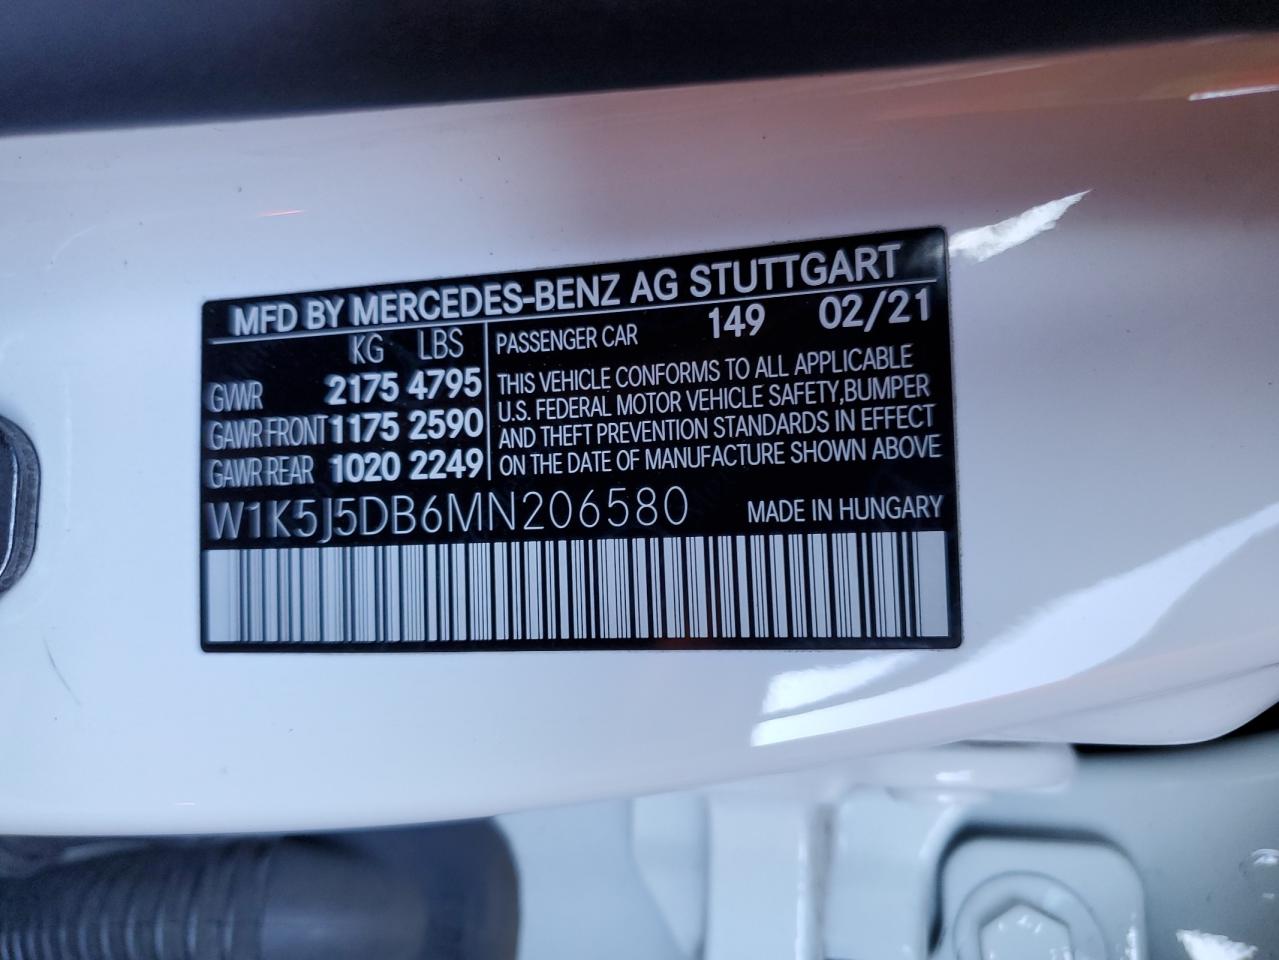 MFD BY MERCEDES-BENZ AG STUTTGART
KG LBS
GVWR 2175 4795
GAWR FRONT 1175 2590
GAWR REAR 1020 2249
PASSENGER CAR 149 02/21
THIS VEHICLE CONFORMS TO ALL APPLICABLE
U.S. FEDERAL MOTOR VEHICLE SAFETY,BUMPER
AND THEFT PREVENTION STANDARDS IN EFFECT
ON THE DATE OF MANUFACTURE SHOWN ABOVE
W1K5J5DB6MN206580 MADE IN HUNGARY